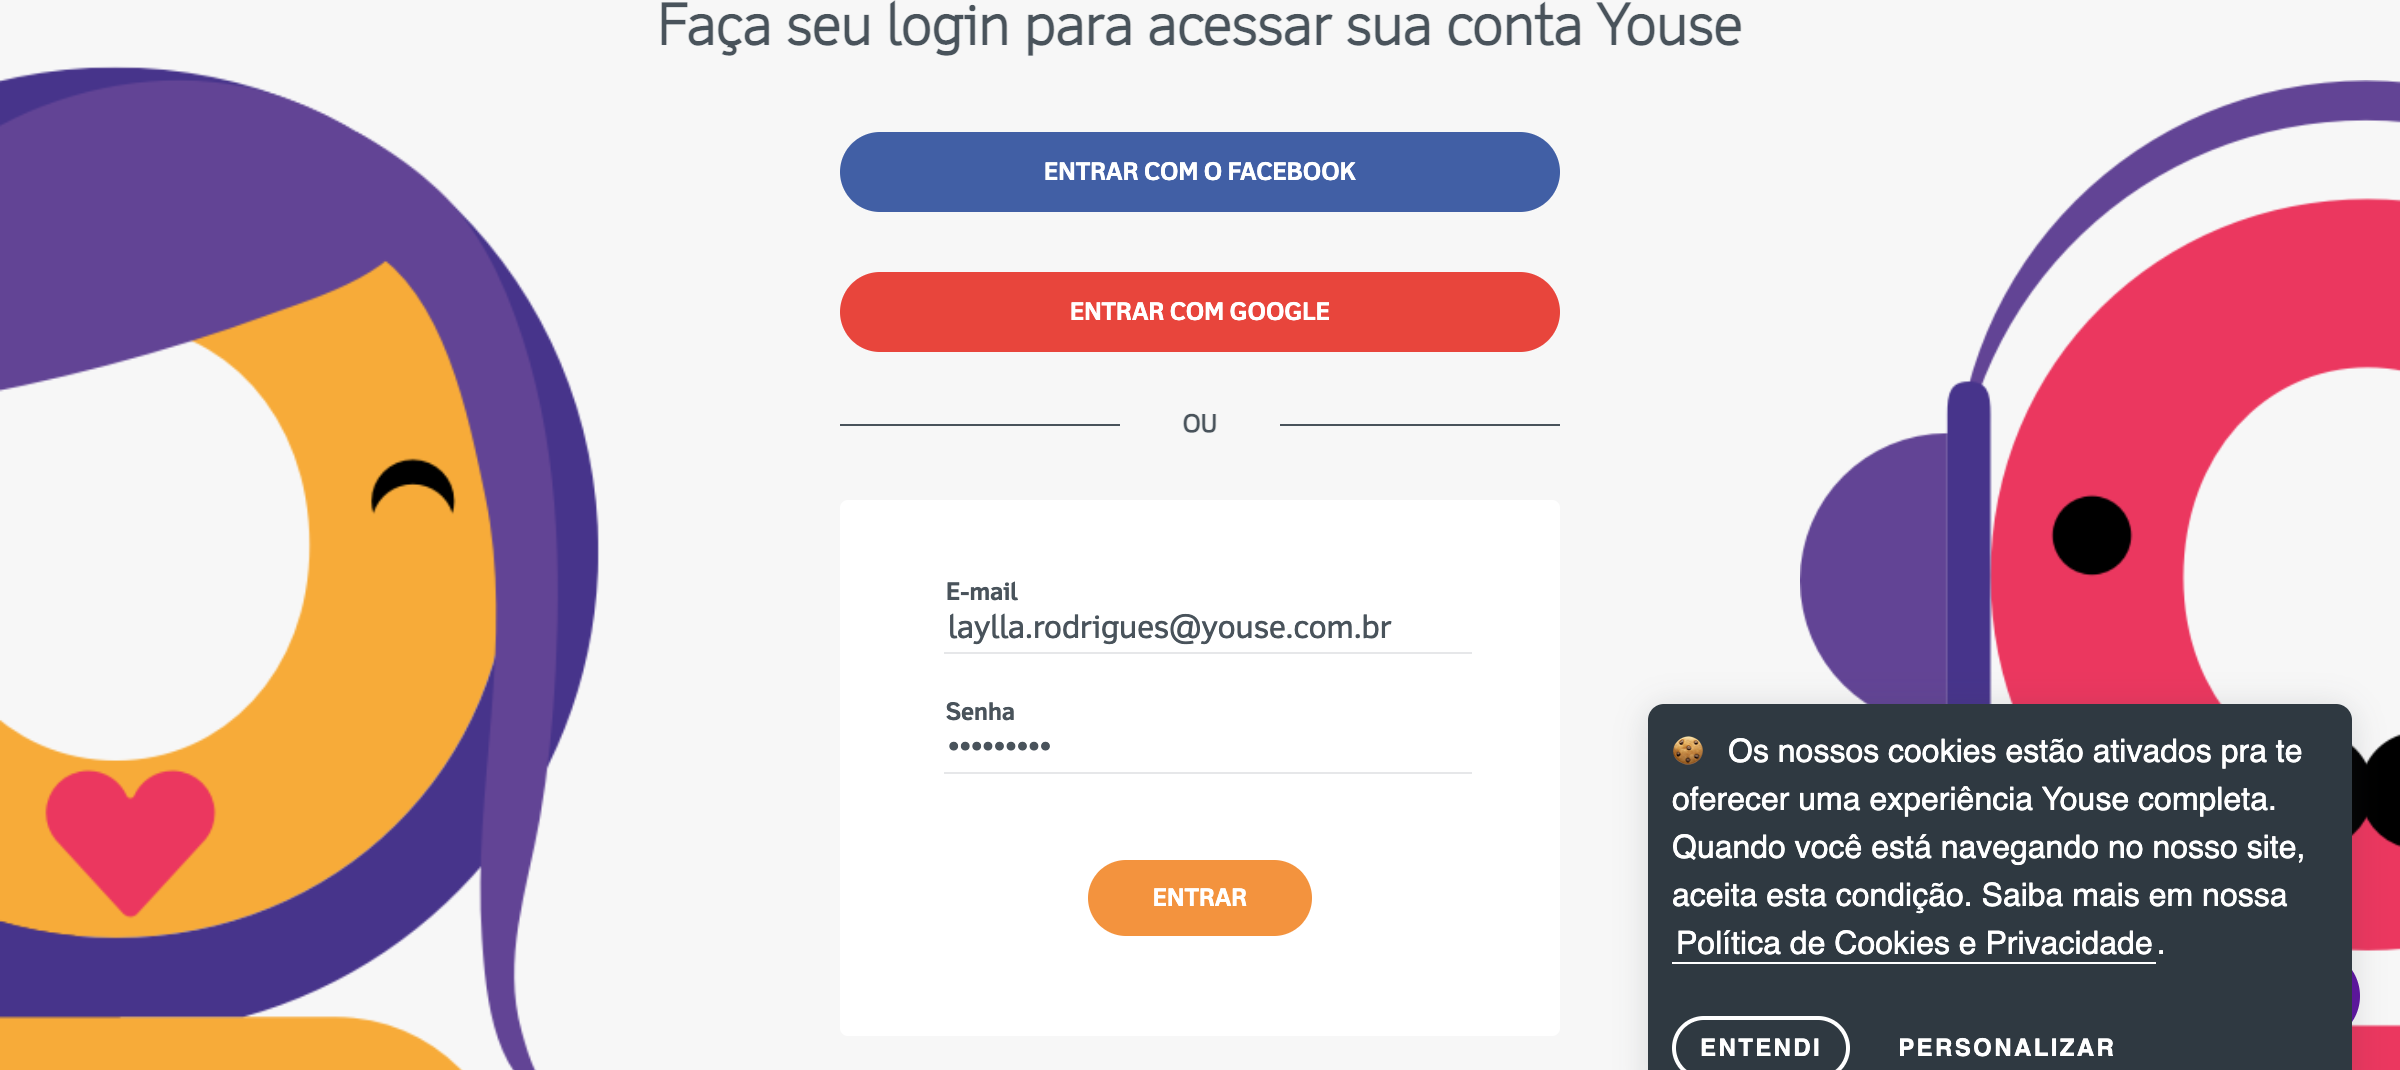 Faça seu login para acessar sua conta Youse
ENTRAR COM O FACEBOOK
ENTRAR COM GOOGLE
OU
E-mail
laylla.rodrigues@youse.com.br
Senha
•••••••••
ENTRAR
🍪 Os nossos cookies estão ativados pra te
oferecer uma experiência Youse completa.
Quando você está navegando no nosso site,
aceita esta condição. Saiba mais em nossa
Política de Cookies e Privacidade.
ENTENDI PERSONALIZAR